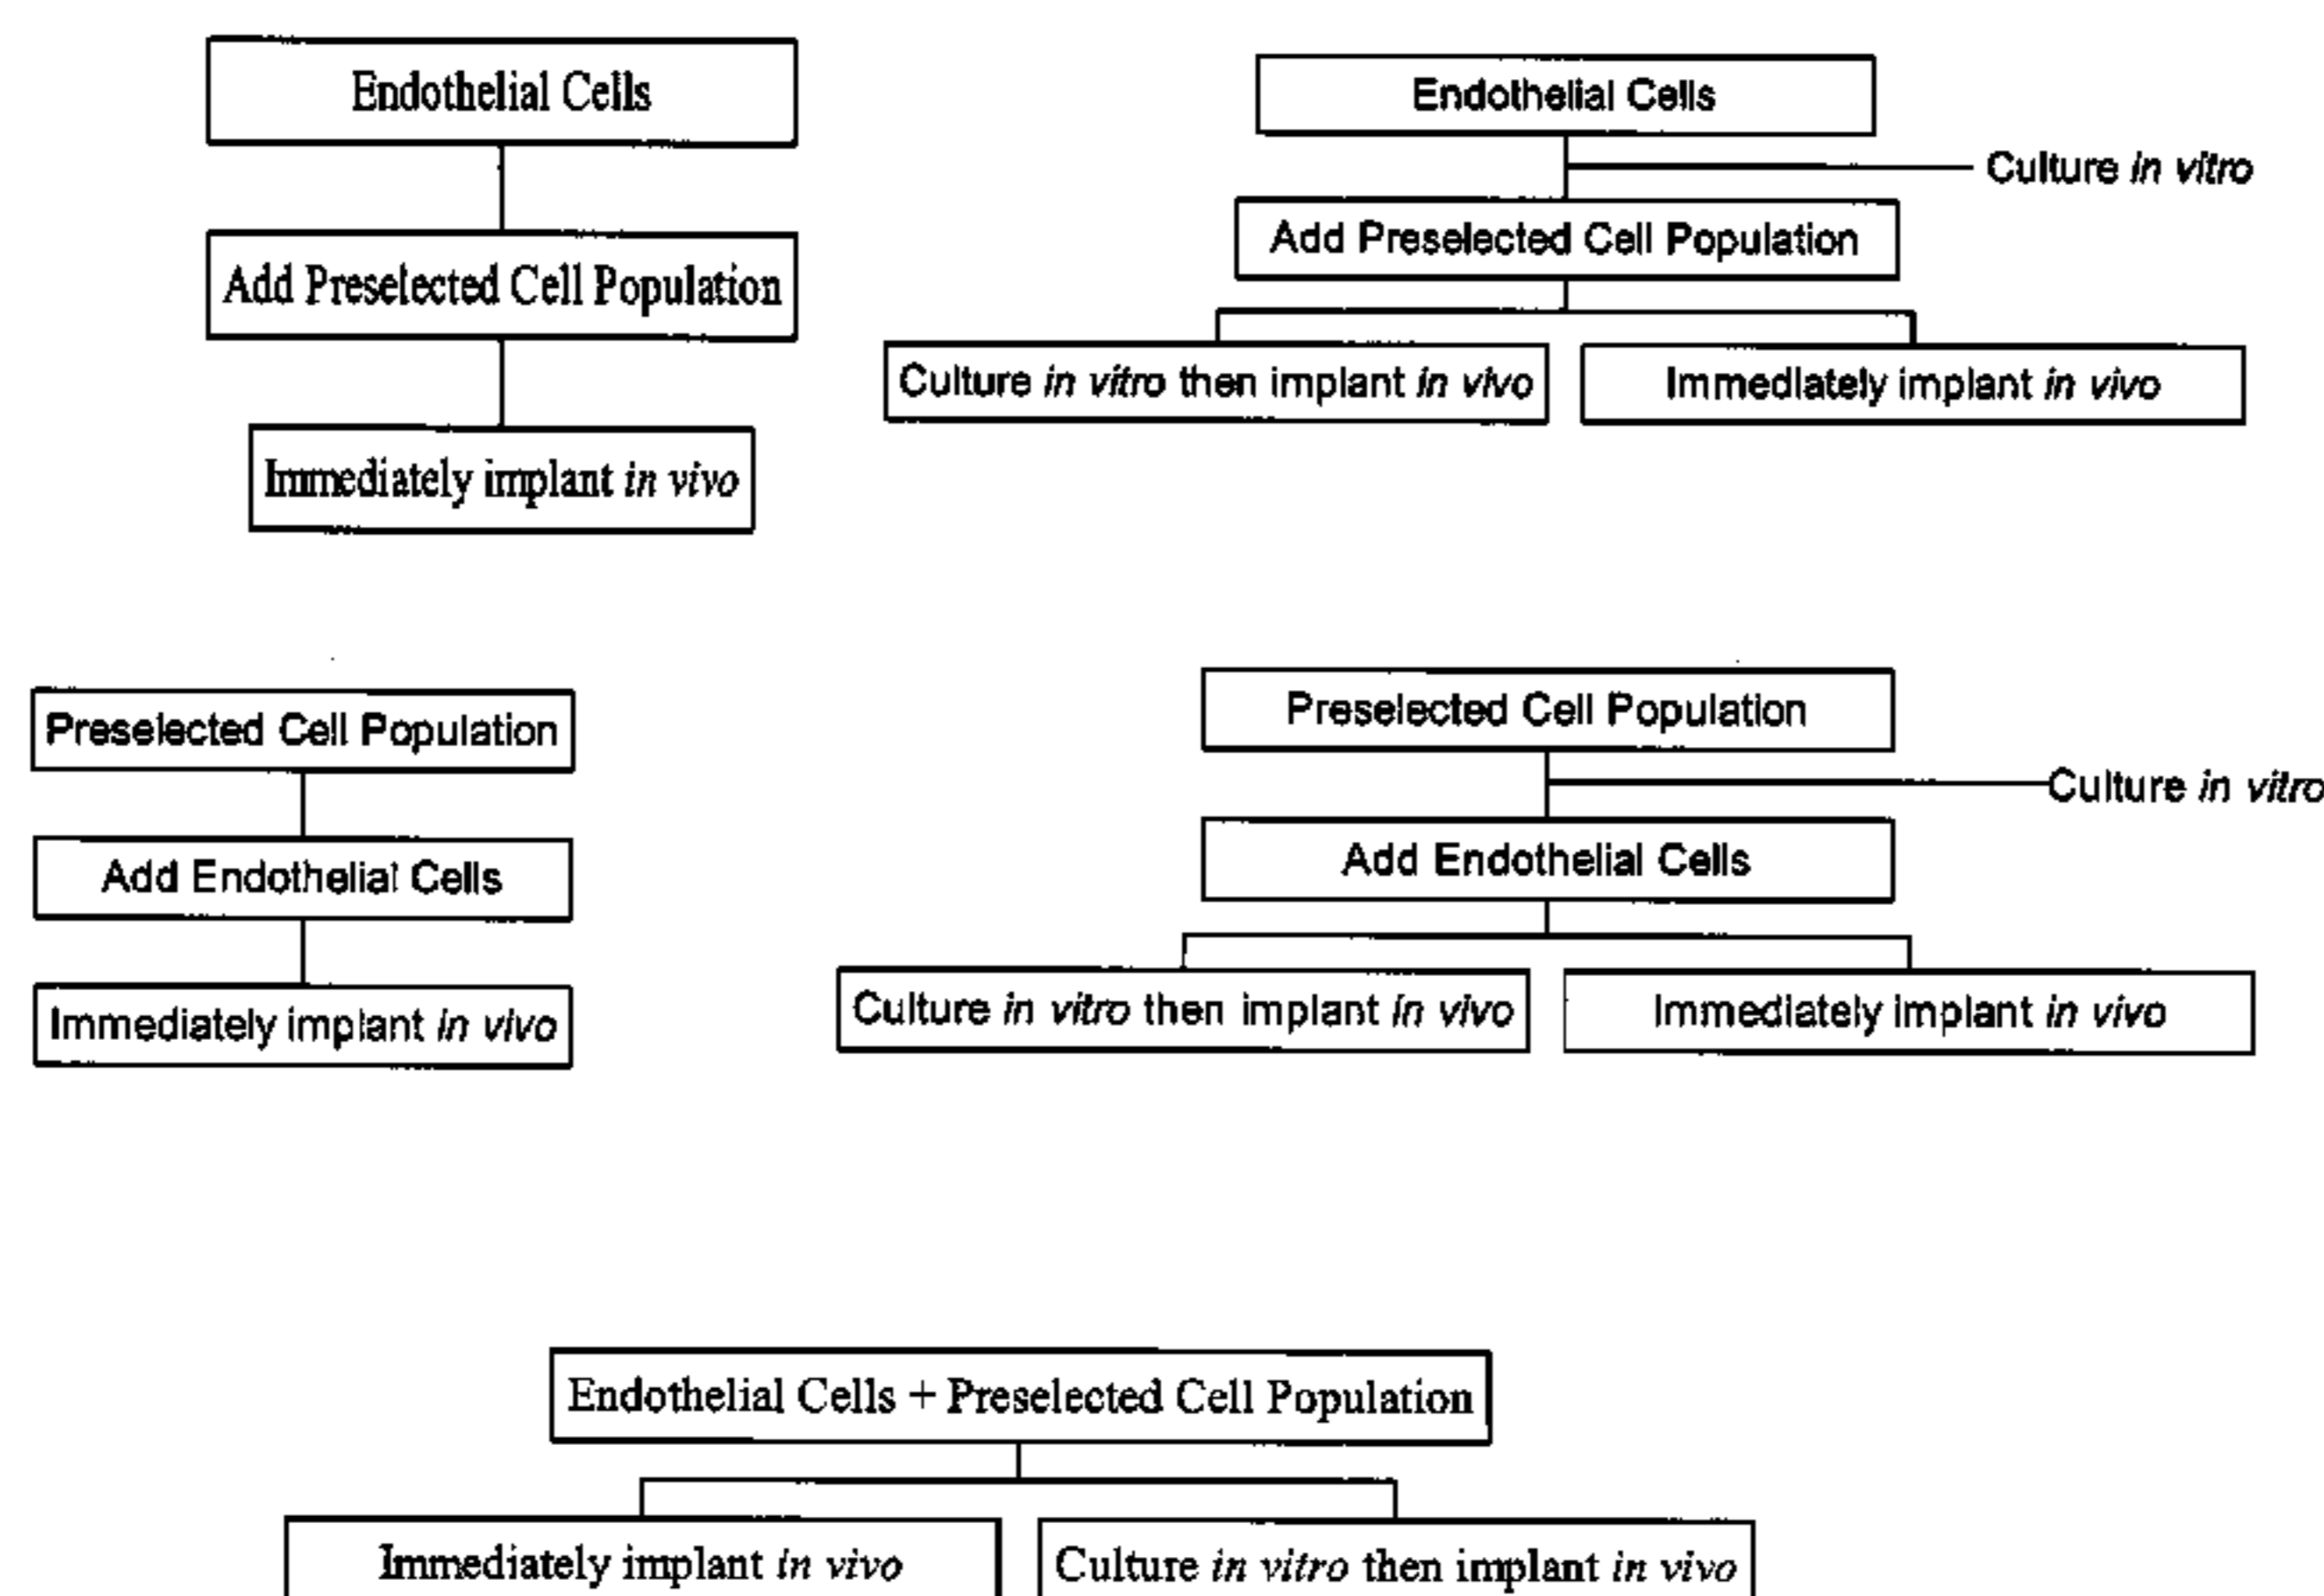 Endothelial Cells
Add Preselected Cell Population
Immediately implant in vivo
Endothelial Cells
Culture in vitro
Add Preselected Cell Population
Culture in vitro then implant in vivo
Immediately implant in vivo
Preselected Cell Population
Add Endothelial Cells
Immediately implant in vivo
Preselected Cell Population
Culture in vitro
Add Endothelial Cells
Culture in vitro then implant in vivo
Immediately implant in vivo
Endothelial Cells + Preselected Cell Population
Immediately implant in vivo
Culture in vitro then implant in vivo